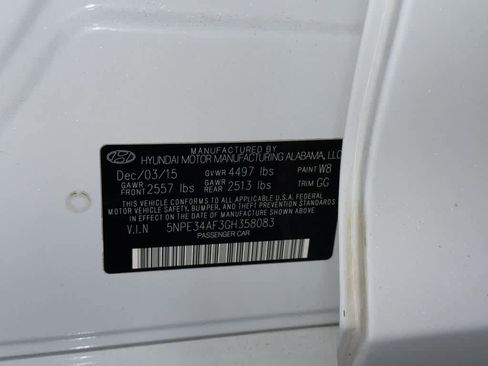 MANUFACTURED BY
HYUNDAI MOTOR MANUFACTURING ALABAMA, LLC
Dec/03/15 GVWR 4497 lbs PAINT W8
GAWR FRONT 2557 lbs GAWR REAR 2513 lbs TRIM GG
THIS VEHICLE CONFORMS TO ALL APPLICABLE U.S.A. FEDERAL
MOTOR VEHICLE SAFETY, BUMPER, AND THEFT PREVENTION STANDARDS
IN EFFECT ON THE DATE OF MANUFACTURE SHOWN ABOVE.
V.I.N 5NPE34AF3GH358083
PASSENGER CAR